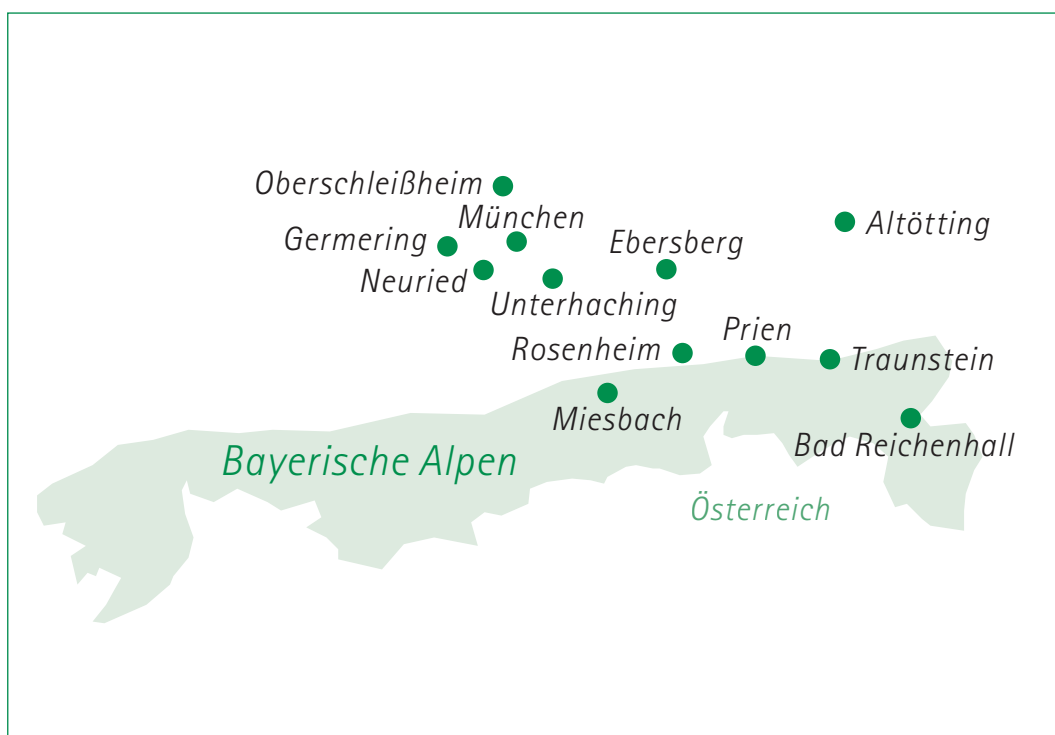 Oberschleißheim
München
Altötting
Germering
Ebersberg
Neuried
Unterhaching
Prien
Rosenheim
Traunstein
Miesbach
Bad Reichenhall
Bayerische Alpen
Österreich